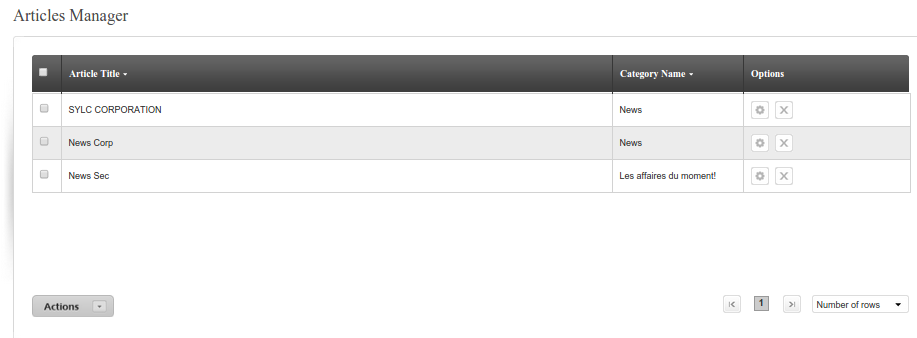 Articles Manager
Article Title Category Name Options
SYLC CORPORATION News
News Corp News
News Sec Les affaires du moment!
Actions 1 Number of rows